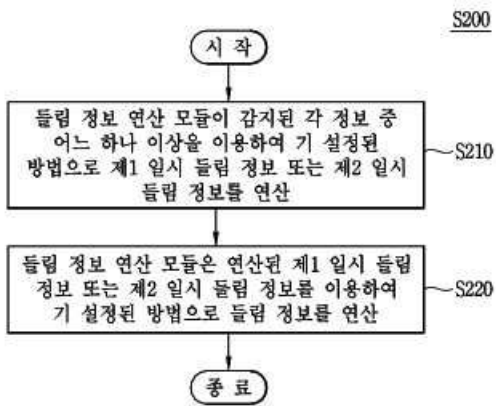 S200
시 작
들림 정보 연산 모듈이 감지된 각 정보 중
어느 하나 이상을 이용하여 기 설정된
방법으로 제1 일시 들림 정보 또는 제2 일시
들림 정보를 연산
S210
들림 정보 연산 모듈은 연산된 제1 일시 들림
정보 또는 제2 일시 들림 정보를 이용하여
기 설정된 방법으로 들림 정보를 연산
S220
종 료